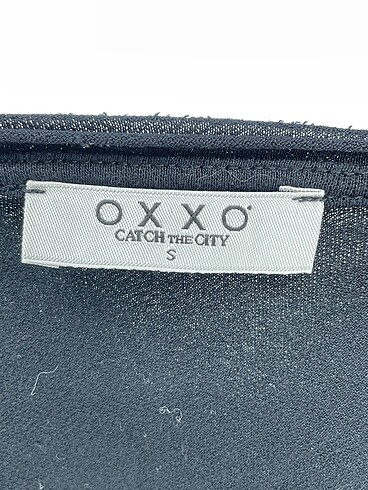 OXXO
CATCH THE CITY
S